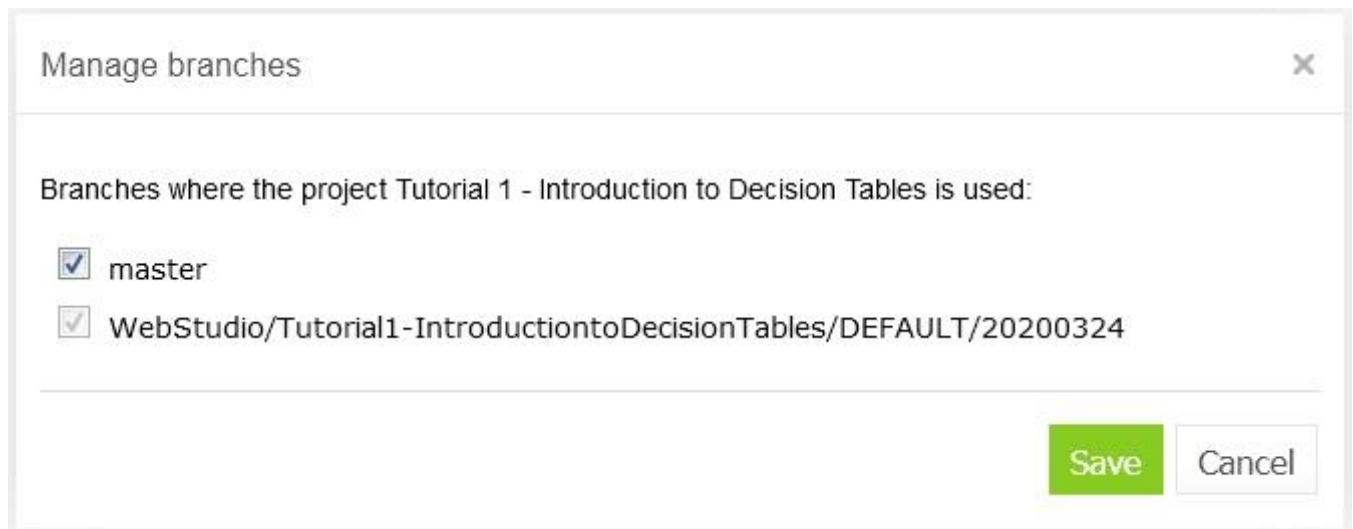 Manage branches
Branches where the project Tutorial 1 - Introduction to Decision Tables is used:
master
WebStudio/Tutorial1-IntroductiontoDecisionTables/DEFAULT/20200324
Save Cancel